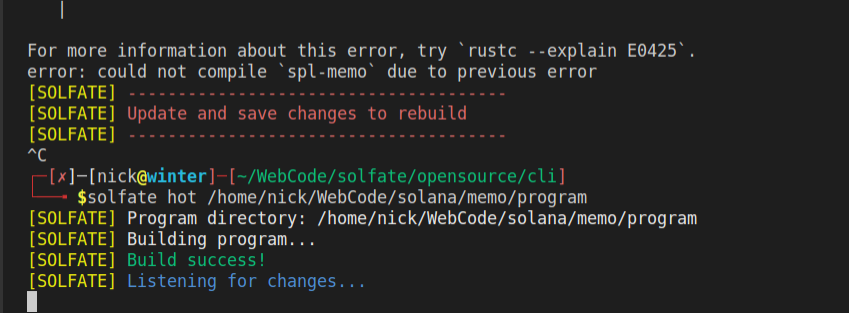 For more information about this error, try `rustc --explain E0425`.
error: could not compile `spl-memo` due to previous error
[SOLFATE] --------------------------------------
[SOLFATE] Update and save changes to rebuild
[SOLFATE] --------------------------------------
^C
┌─[✗]─[nick@winter]─[~/WebCode/solfate/opensource/cli]
└──╼ $solfate hot /home/nick/WebCode/solana/memo/program
[SOLFATE] Program directory: /home/nick/WebCode/solana/memo/program
[SOLFATE] Building program...
[SOLFATE] Build success!
[SOLFATE] Listening for changes...